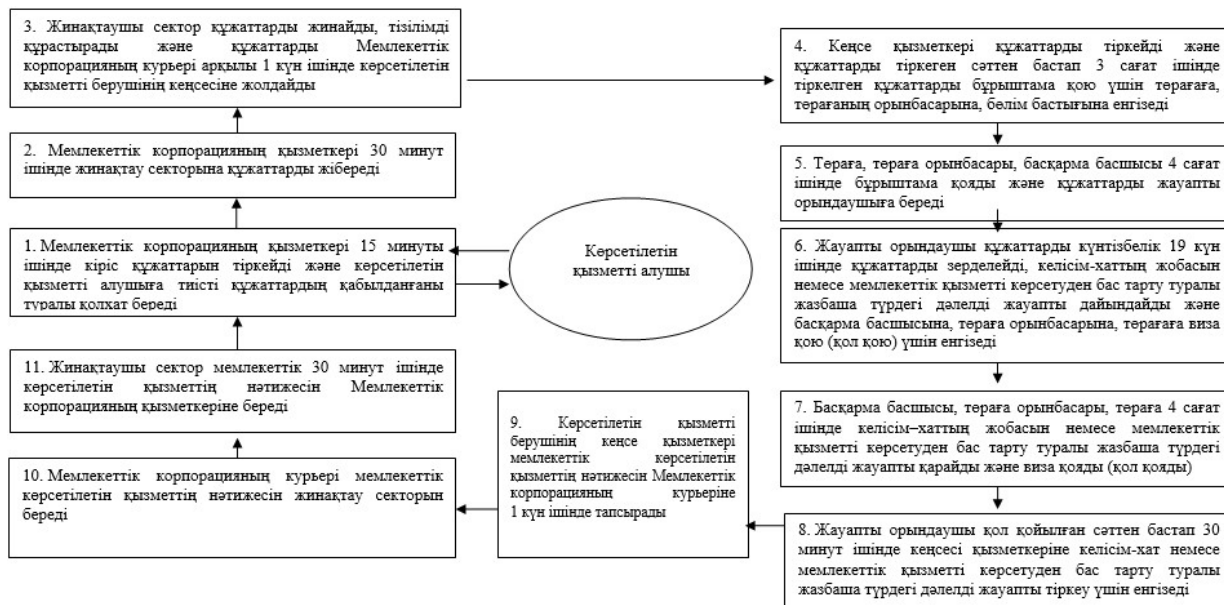 3. Жинақтаушы сектор құжаттарды жинайды, тізілімді
құрастырады және құжаттарды Мемлекеттік
корпорацияның курьері арқылы 1 күн ішінде көрсетілетін
қызметті берушінің кеңсесіне жолдайды
2. Мемлекеттік корпорацияның қызметкері 30 минут
ішінде жинақтау секторына құжаттарды жібереді
1. Мемлекеттік корпорацияның қызметкері 15 минуты
ішінде кіріс құжаттарын тіркейді және көрсетілетін
қызметті алушыға тиісті құжаттардың қабылданғаны
туралы қолхат береді
11. Жинақтаушы сектор мемлекеттік 30 минут ішінде
көрсетілетін қызметтің нәтижесін Мемлекеттік
корпорацияның қызметкеріне береді
10. Мемлекеттік корпорацияның курьері мемлекеттік
көрсетілетін қызметтің нәтижесін жинақтау секторын
береді
Көрсетілетін
қызметті алушы
9. Көрсетілетін қызметті
берушінің кеңсе қызметкері
мемлекеттік көрсетілетін
қызметтің нәтижесін Мемлекеттік
корпорацияның курьеріне
1 күн ішінде тапсырады
4. Кеңсе қызметкері құжаттарды тіркейді және
құжаттарды тіркеген сәттен бастап 3 сағат ішінде
тіркелген құжаттарды бұрыштама қою үшін төрағаға,
төрағаның орынбасарына, бөлім бастығына енгізеді
5. Төраға, төраға орынбасары, басқарма басшысы 4 сағат
ішінде бұрыштама қояды және құжаттарды жауапты
орындаушыға береді
6. Жауапты орындаушы құжаттарды күнтізбелік 19 күн
ішінде құжаттарды зерделейді, келісім-хаттың жобасын
немесе мемлекеттік қызметті көрсетуден бас тарту туралы
жазбаша түрдегі дәлелді жауапты дайындайды және
басқарма басшысына, төраға орынбасарына, төрағаға виза
қою (қол қою) үшін енгізеді
7. Басқарма басшысы, төраға орынбасары, төраға 4 сағат
ішінде келісім–хаттың жобасын немесе мемлекеттік
қызметті көрсетуден бас тарту туралы жазбаша түрдегі
дәлелді жауапты қарайды және виза қояды (қол қояды)
8. Жауапты орындаушы қол қойылған сәттен бастап 30
минут ішінде кеңсесі қызметкеріне келісім-хат немесе
мемлекеттік қызметті көрсетуден бас тарту туралы
жазбаша түрдегі дәлелді жауапты тіркеу үшін енгізеді